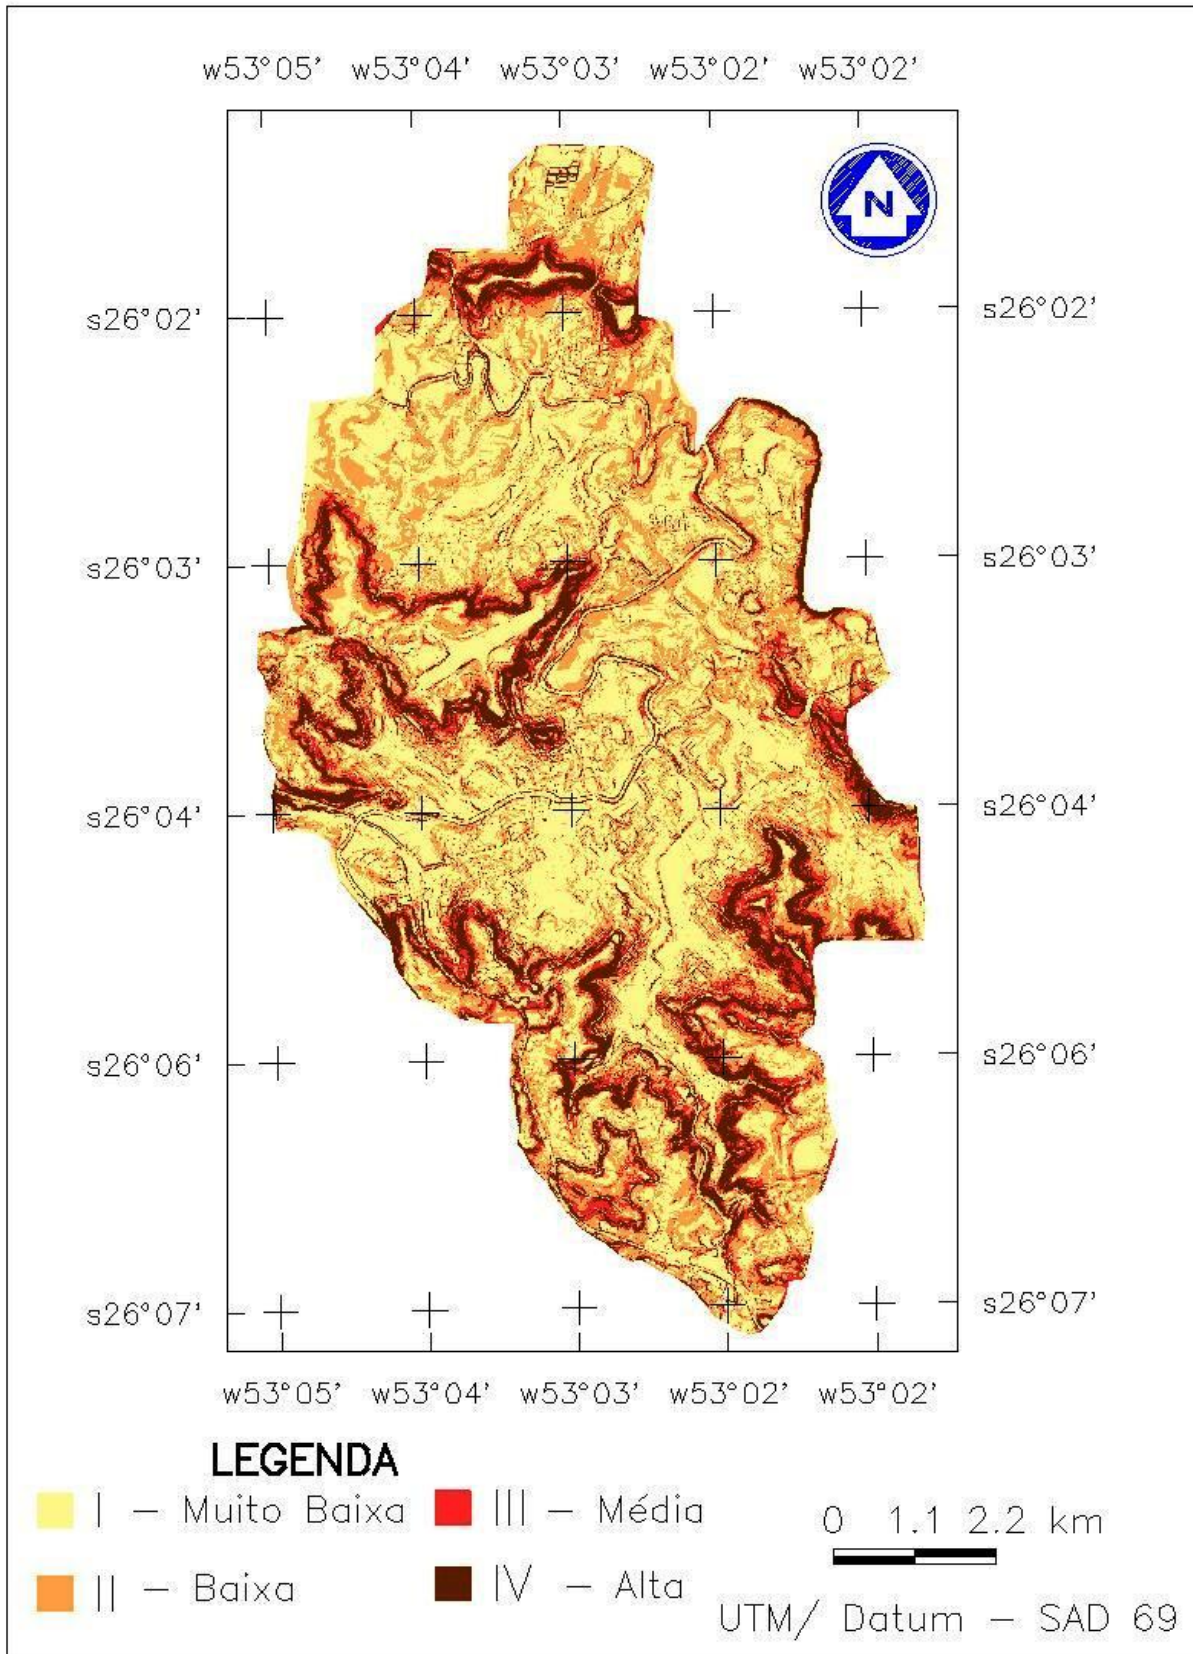 w53°05' w53°04' w53°03' w53°02' w53°02'
N
s26°02' s26°02'
s26°03' s26°03'
s26°04' s26°04'
s26°06' s26°06'
s26°07' s26°07'
w53°05' w53°04' w53°03' w53°02' w53°02'
LEGENDA
I – Muito Baixa III – Média
II – Baixa IV – Alta
0 1.1 2.2 km
UTM/ Datum – SAD 69